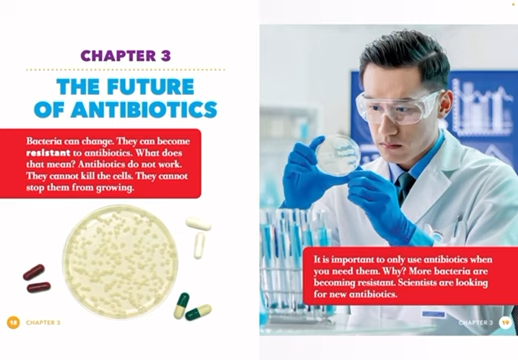 CHAPTER 3
THE FUTURE
OF ANTIBIOTICS
Bacteria can change. They can become
resistant to antibiotics. What does
that mean? Antibiotics do not work.
They cannot kill the cells. They cannot
stop them from growing.
18 CHAPTER 3
It is important to only use antibiotics when
you need them. Why? More bacteria are
becoming resistant. Scientists are looking
for new antibiotics.
CHAPTER 3 19